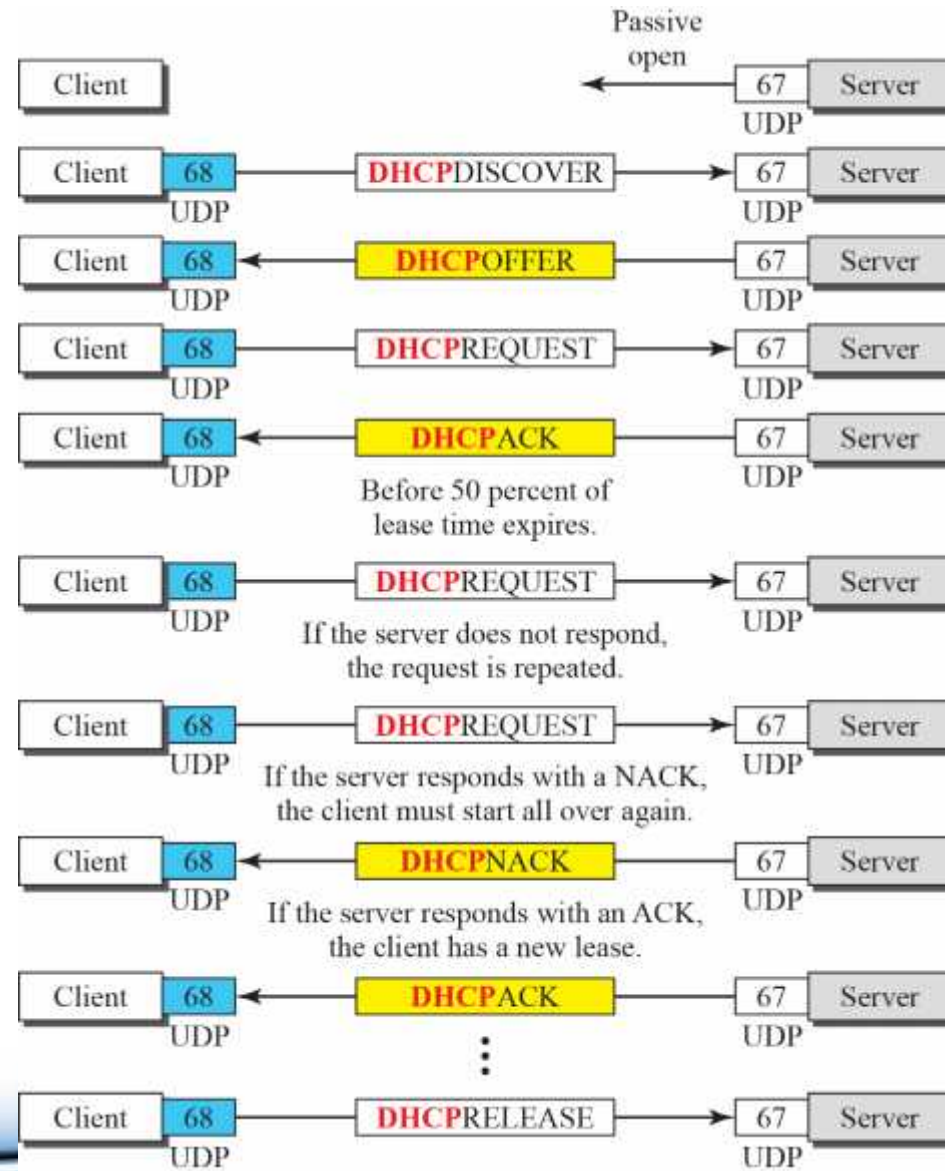 Passive
open
Client 67 Server
UDP
Client 68 DHCPDISCOVER 67 Server
UDP UDP
Client 68 DHCPOFFER 67 Server
UDP UDP
Client 68 DHCPREQUEST 67 Server
UDP UDP
Client 68 DHCPACK 67 Server
UDP UDP
Before 50 percent of
lease time expires.
Client 68 DHCPREQUEST 67 Server
UDP UDP
If the server does not respond,
the request is repeated.
Client 68 DHCPREQUEST 67 Server
UDP UDP
If the server responds with a NACK,
the client must start all over again.
Client 68 DHCPNACK 67 Server
UDP UDP
If the server responds with an ACK,
the client has a new lease.
Client 68 DHCPACK 67 Server
UDP UDP
Client 68 DHCPRELEASE 67 Server
UDP UDP